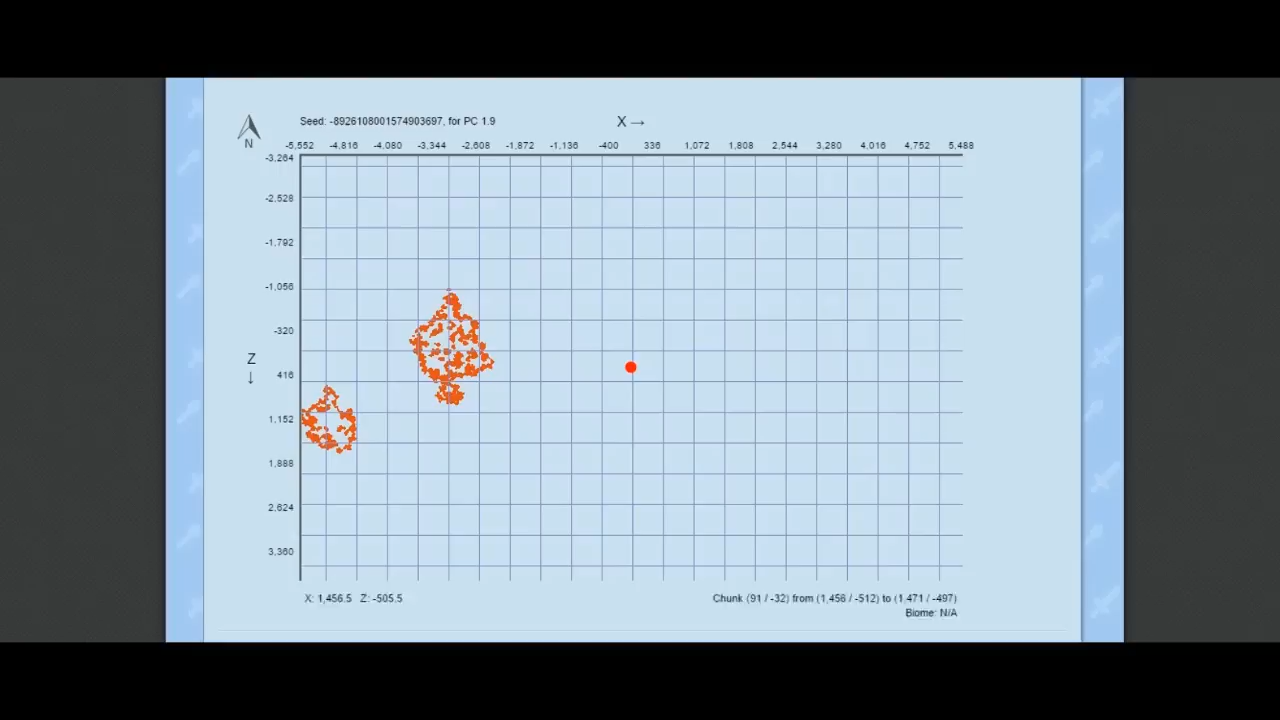 Seed: -8926108001574903697, for PC 1.9
X →
N
-5,552 -4,816 -4,080 -3,344 -2,608 -1,872 -1,136 -400 336 1,072 1,808 2,544 3,280 4,016 4,752 5,488
-3,264
-2,528
-1,792
-1,056
-320
Z
↓
416
1,152
1,888
2,624
3,360
X: 1,456.5 Z: -505.5
Chunk (91 / -32) from (1,456 / -512) to (1,471 / -497)
Biome: N/A